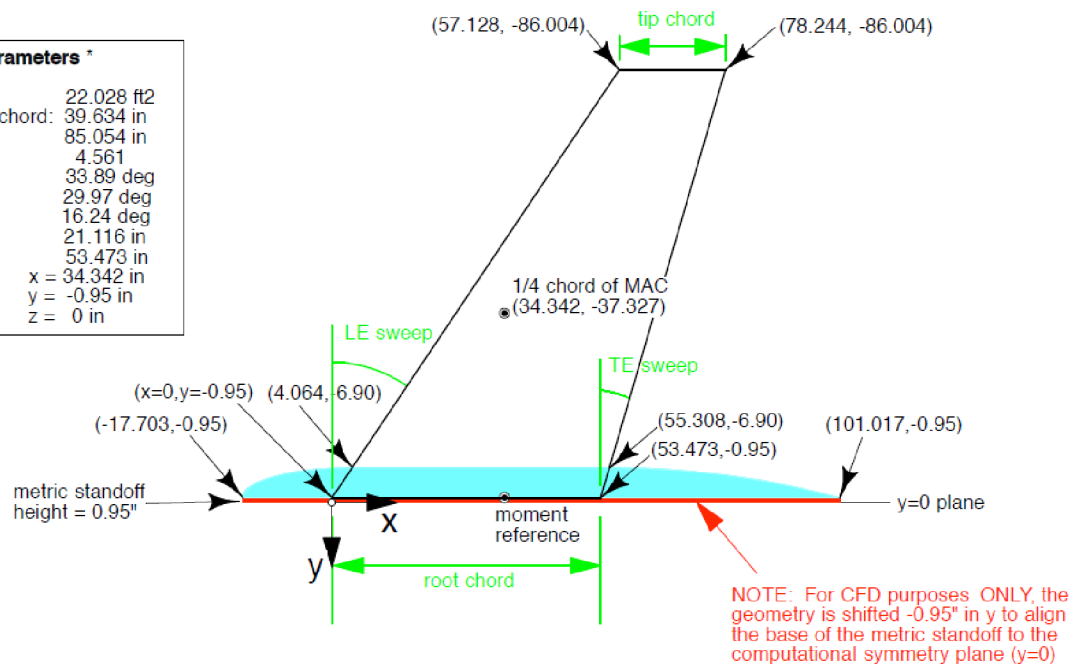 (57.128, -86.004)
tip chord
(78.244, -86.004)
rameters *
22.028 ft2
chord: 39.634 in
85.054 in
4.561
33.89 deg
29.97 deg
16.24 deg
21.116 in
53.473 in
x = 34.342 in
y = -0.95 in
z = 0 in
1/4 chord of MAC
(34.342, -37.327)
LE sweep
TE sweep
(x=0,y=-0.95)
(4.064,-6.90)
(-17.703,-0.95)
(55.308,-6.90)
(53.473,-0.95)
(101.017,-0.95)
metric standoff
height = 0.95"
x
y=0 plane
moment
reference
y
root chord
NOTE: For CFD purposes ONLY, the
geometry is shifted -0.95" in y to align
the base of the metric standoff to the
computational symmetry plane (y=0)